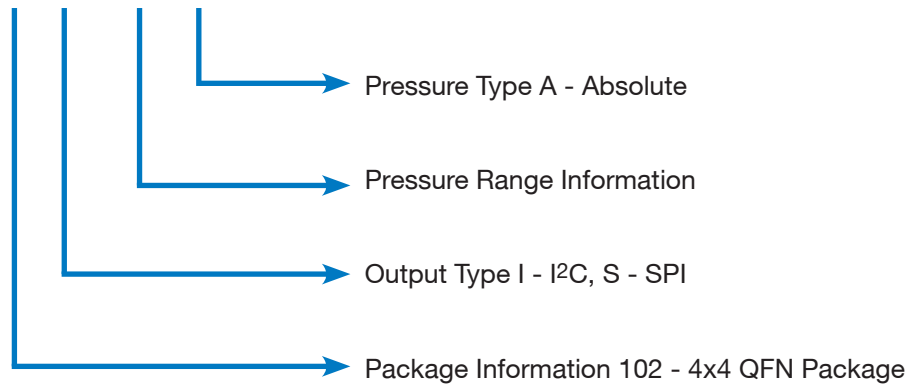 Pressure Type A - Absolute
Pressure Range Information
Output Type I - I²C, S - SPI
Package Information 102 - 4x4 QFN Package